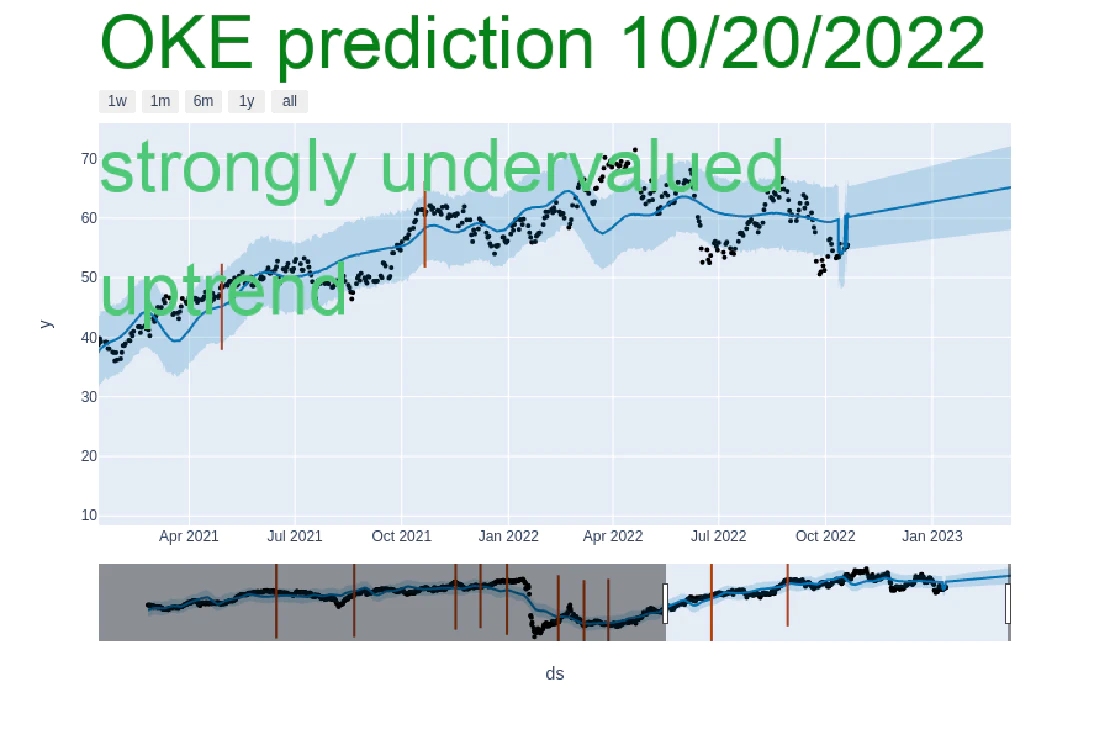 OKE prediction 10/20/2022
1w 1m 6m 1y all
strongly undervalued
uptrend
70
60
50
40
30
20
10
y
Apr 2021 Jul 2021 Oct 2021 Jan 2022 Apr 2022 Jul 2022 Oct 2022 Jan 2023
ds